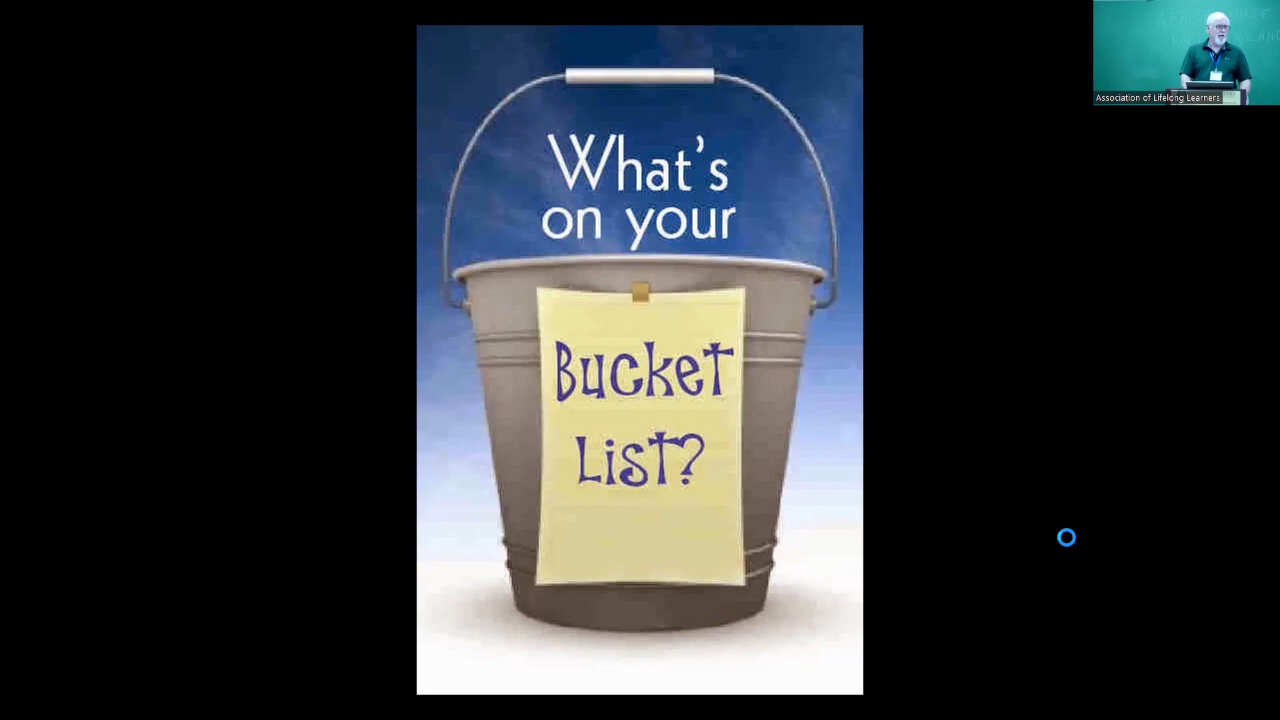 What's
on your
Bucket
List?
Association of Lifelong Learners